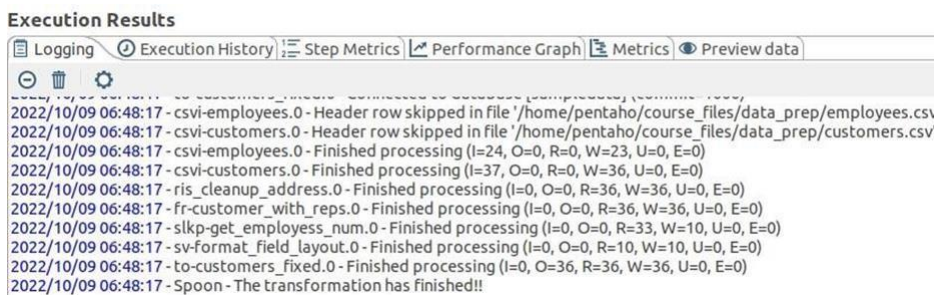 Execution Results
Logging Execution History Step Metrics Performance Graph Metrics Preview data
2022/10/09 06:48:17 - csvi-employees.0 - Header row skipped in file '/home/pentaho/course_files/data_prep/employees.csv
2022/10/09 06:48:17 - csvi-customers.0 - Header row skipped in file '/home/pentaho/course_files/data_prep/customers.csv'
2022/10/09 06:48:17 - csvi-employees.0 - Finished processing (I=24, O=0, R=0, W=23, U=0, E=0)
2022/10/09 06:48:17 - csvi-customers.0 - Finished processing (I=37, O=0, R=0, W=36, U=0, E=0)
2022/10/09 06:48:17 - ris_cleanup_address.0 - Finished processing (I=0, O=0, R=36, W=36, U=0, E=0)
2022/10/09 06:48:17 - fr-customer_with_reps.0 - Finished processing (I=0, O=0, R=36, W=36, U=0, E=0)
2022/10/09 06:48:17 - slkp-get_employess_num.0 - Finished processing (I=0, O=0, R=33, W=10, U=0, E=0)
2022/10/09 06:48:17 - sv-format_field_layout.0 - Finished processing (I=0, O=0, R=10, W=10, U=0, E=0)
2022/10/09 06:48:17 - to-customers_fixed.0 - Finished processing (I=0, O=36, R=36, W=36, U=0, E=0)
2022/10/09 06:48:17 - Spoon - The transformation has finished!!